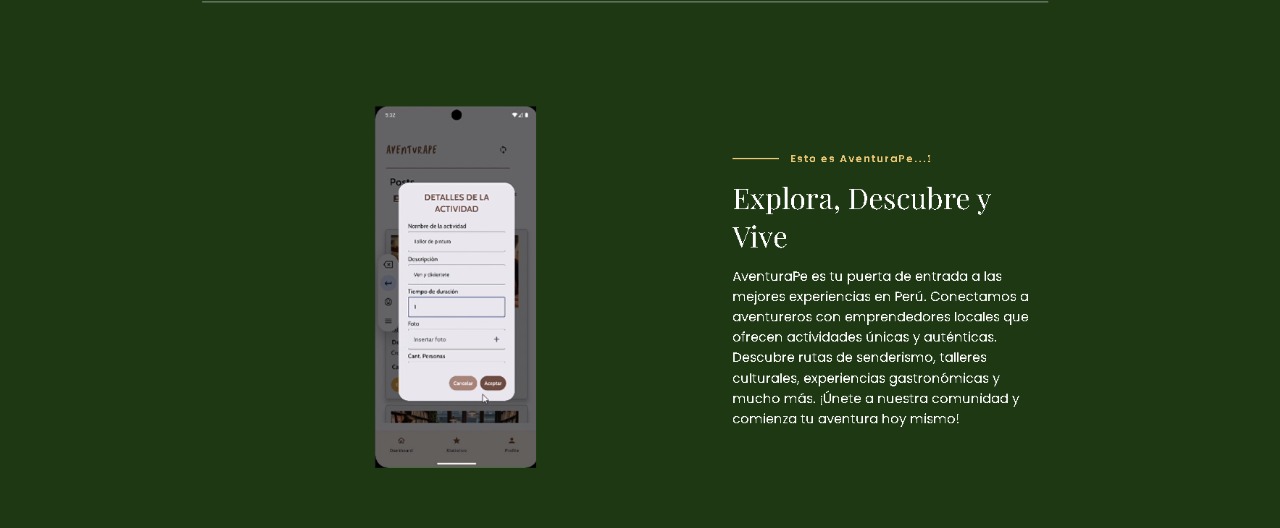 5:32
AVENTURAPE
Posts
DETALLES DE LA
ACTIVIDAD
Nombre de la actividad
Taller de pintura
Descripción
Ven y diviertete
Tiempo de duración
3
Foto
Insertar foto +
Cant. Personas
Cancelar Aceptar
Dashboard Profile
Esto es AventuraPe...!
Explora, Descubre y
Vive
AventuraPe es tu puerta de entrada a las
mejores experiencias en Perú. Conectamos a
aventureros con emprendedores locales que
ofrecen actividades únicas y auténticas.
Descubre rutas de senderismo, talleres
culturales, experiencias gastronómicas y
mucho más. ¡Únete a nuestra comunidad y
comienza tu aventura hoy mismo!